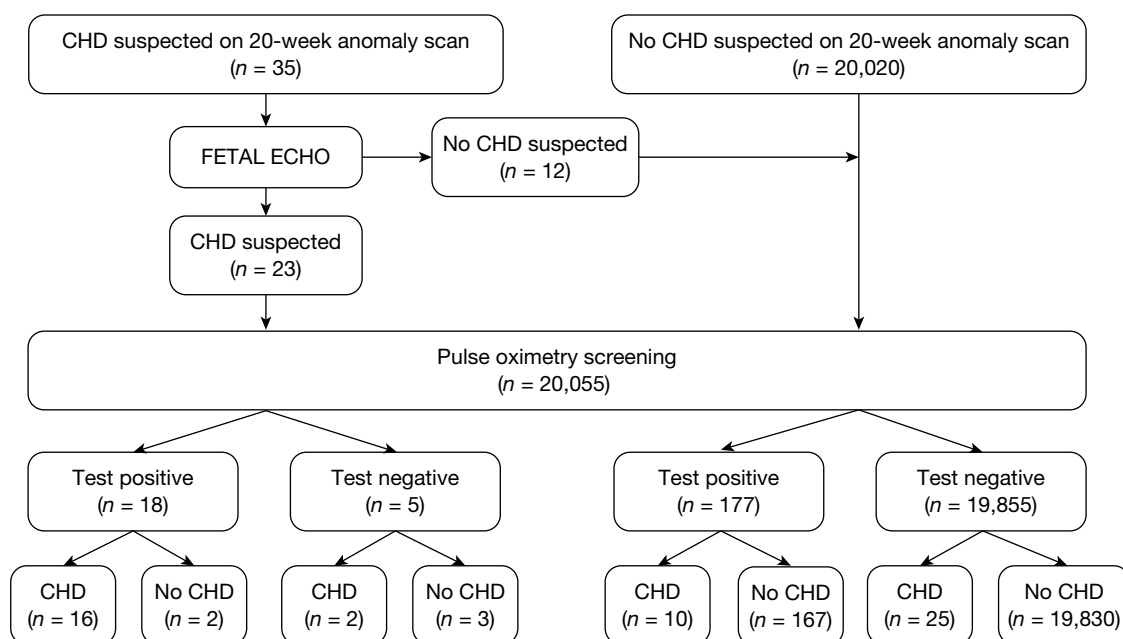 CHD suspected on 20-week anomaly scan
(n = 35)
No CHD suspected on 20-week anomaly scan
(n = 20,020)
FETAL ECHO
No CHD suspected
(n = 12)
CHD suspected
(n = 23)
Pulse oximetry screening
(n = 20,055)
Test positive
(n = 18)
Test negative
(n = 5)
Test positive
(n = 177)
Test negative
(n = 19,855)
CHD
(n = 16)
No CHD
(n = 2)
CHD
(n = 2)
No CHD
(n = 3)
CHD
(n = 10)
No CHD
(n = 167)
CHD
(n = 25)
No CHD
(n = 19,830)